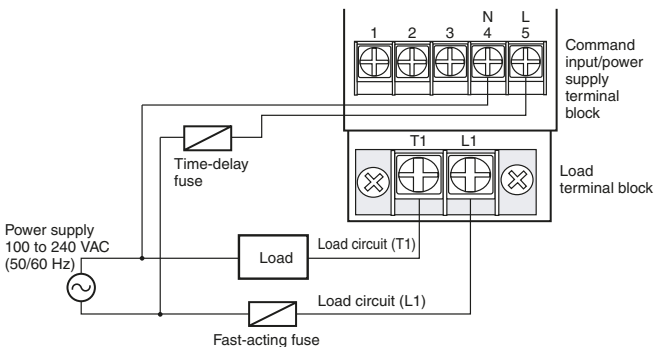 N L
1 2 3 4 5
Command
input/power
supply
terminal
block
T1 L1
Time-delay
fuse
Load
terminal block
Power supply
100 to 240 VAC
(50/60 Hz)
Load
Load circuit (T1)
Load circuit (L1)
Fast-acting fuse